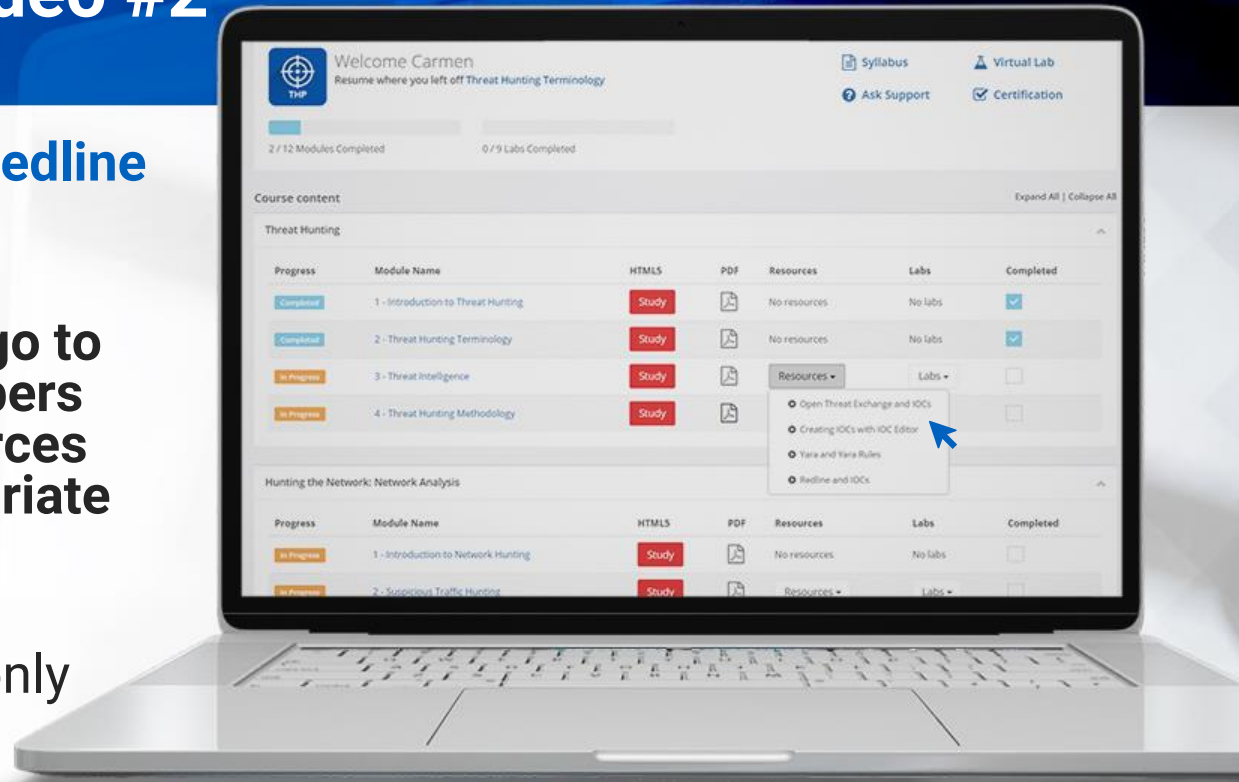 deo #2
edline
go to
bers
rces
riate
only
THP
Welcome Carmen
Resume where you left off Threat Hunting Terminology
Syllabus
Virtual Lab
Ask Support
Certification
2 / 12 Modules Completed
0 / 9 Labs Completed
Course content
Expand All | Collapse All
Threat Hunting
Progress Module Name HTML5 PDF Resources Labs Completed
Completed 1 - Introduction to Threat Hunting Study No resources No labs
Completed 2 - Threat Hunting Terminology Study No resources No labs
In Progress 3 - Threat Intelligence Study Resources Labs
In Progress 4 - Threat Hunting Methodology Study
Open Threat Exchange and IOCs
Creating IOCs with IOC Editor
Yara and Yara Rules
Redline and IOCs
Hunting the Network: Network Analysis
Progress Module Name HTML5 PDF Resources Labs Completed
In Progress 1 - Introduction to Network Hunting Study No resources No labs
In Progress 2 - Suspicious Traffic Hunting Study Resources Labs